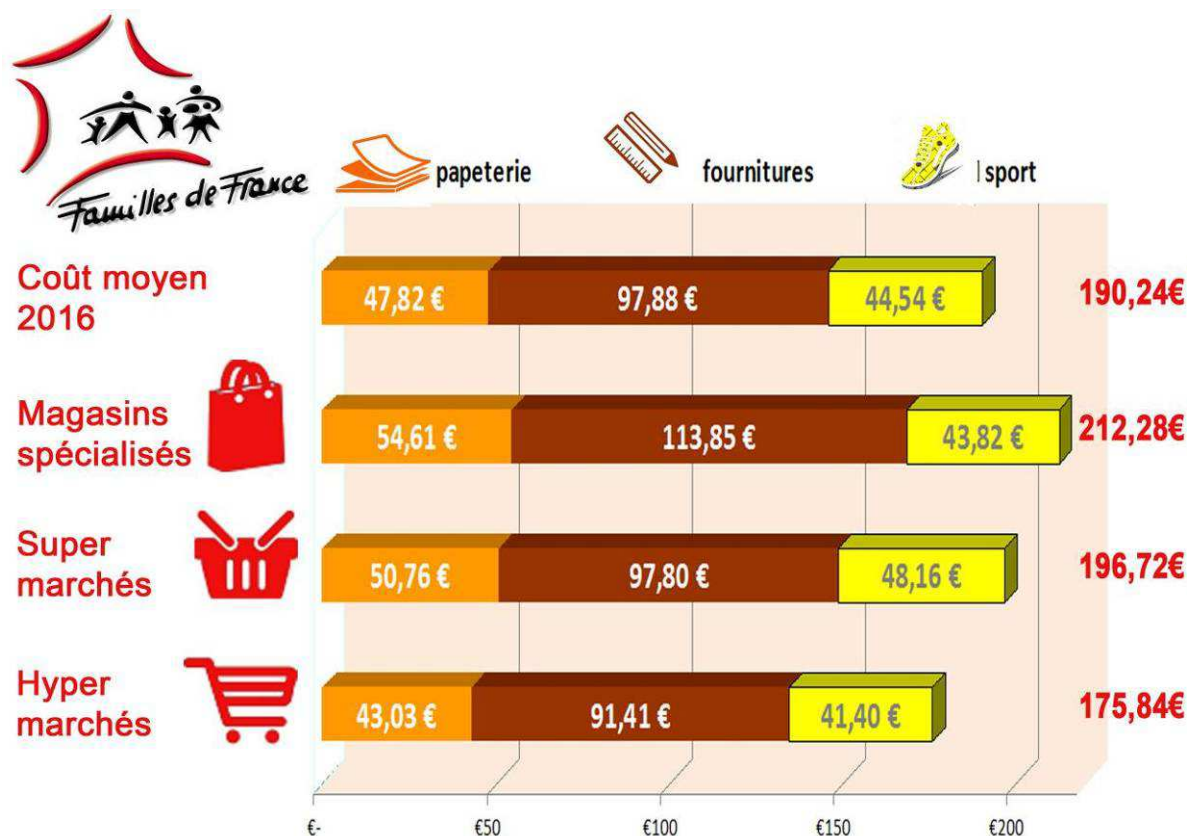 Familles de France
papeterie
fournitures
sport
Coût moyen
2016
47,82 €
97,88 €
44,54 €
190,24€
Magasins
spécialisés
54,61 €
113,85 €
43,82 €
212,28€
Super
marchés
50,76 €
97,80 €
48,16 €
196,72€
Hyper
marchés
43,03 €
91,41 €
41,40 €
175,84€
€-
€50
€100
€150
€200